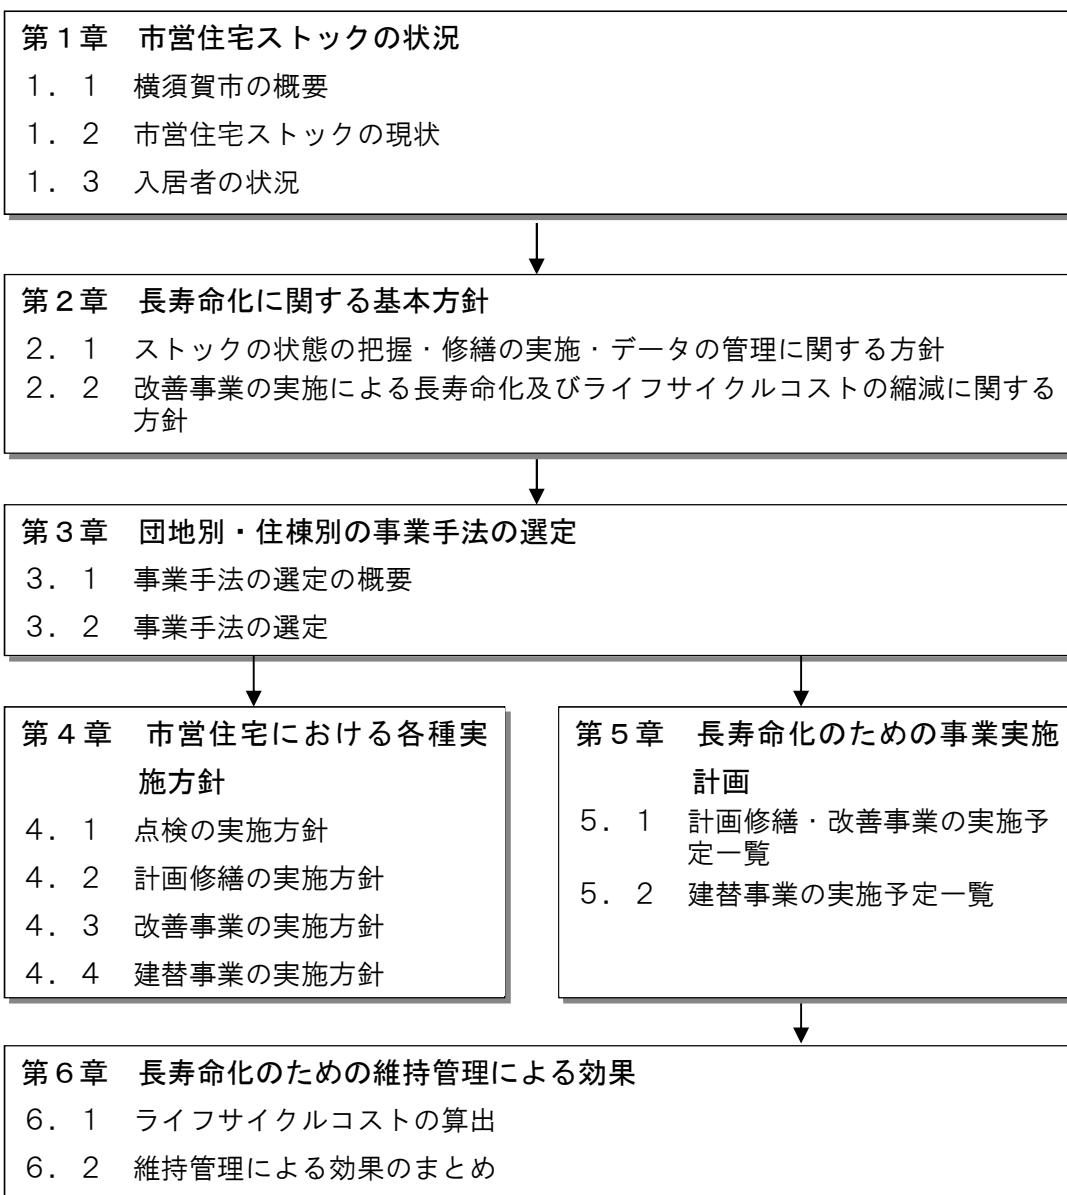 第１章　市営住宅ストックの状況
１．１　横須賀市の概要
１．２　市営住宅ストックの現状
１．３　入居者の状況
第２章　長寿命化に関する基本方針
２．１　ストックの状態の把握・修繕の実施・データの管理に関する方針
２．２　改善事業の実施による長寿命化及びライフサイクルコストの縮減に関する
方針
第３章　団地別・住棟別の事業手法の選定
３．１　事業手法の選定の概要
３．２　事業手法の選定
第４章　市営住宅における各種実
施方針
４．１　点検の実施方針
４．２　計画修繕の実施方針
４．３　改善事業の実施方針
４．４　建替事業の実施方針
第５章　長寿命化のための事業実施
計画
５．１　計画修繕・改善事業の実施予
定一覧
５．２　建替事業の実施予定一覧
第６章　長寿命化のための維持管理による効果
６．１　ライフサイクルコストの算出
６．２　維持管理による効果のまとめ